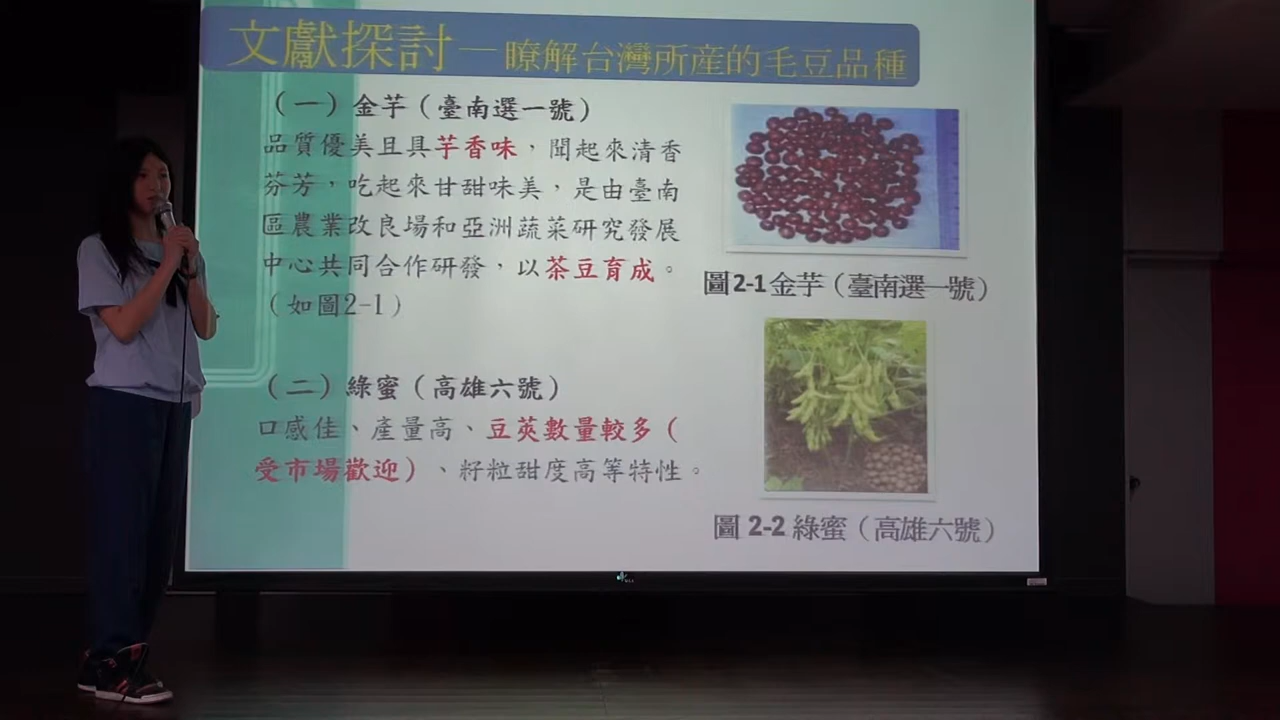 文獻探討—瞭解台灣所產的毛豆品種
（一）金芋（臺南選一號）
品質優美且具芋香味，聞起來清香
芬芳，吃起來甘甜味美，是由臺南
區農業改良場和亞洲蔬菜研究發展
中心共同合作研發，以茶豆育成。
（如圖2-1）
圖2-1金芋（臺南選一號）
（二）綠蜜（高雄六號）
口感佳、產量高、豆莢數量較多（
受市場歡迎）、籽粒甜度高等特性。
圖 2-2 綠蜜（高雄六號）